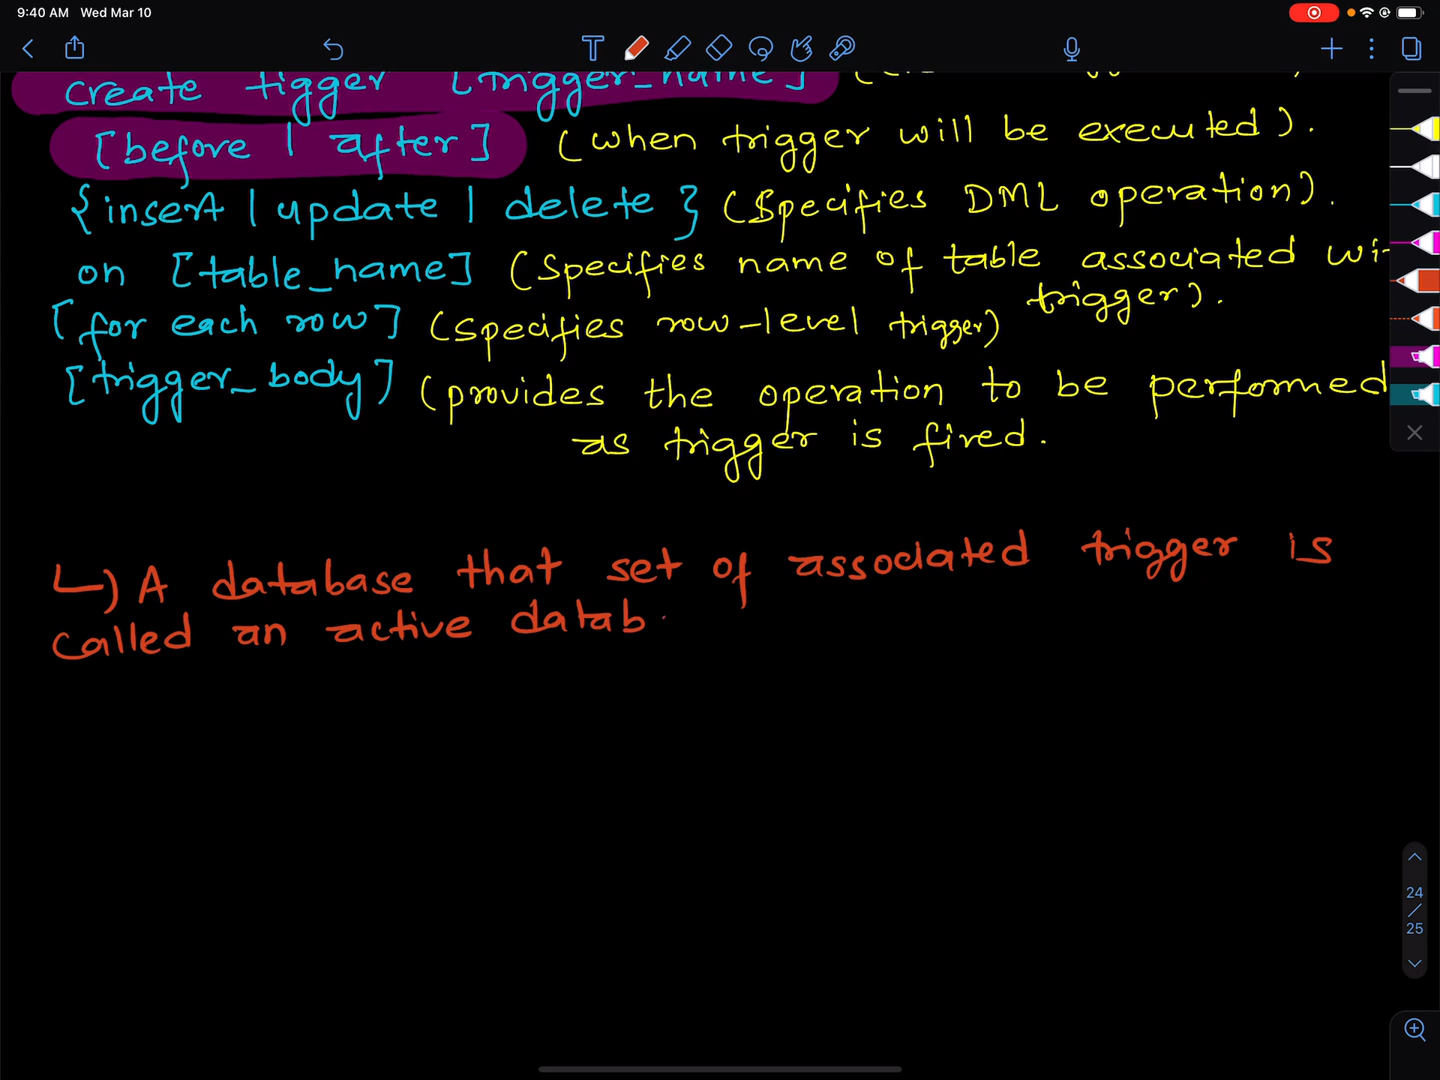 9:40 AM Wed Mar 10
create tigger [trigger_name]
[before | after] (when trigger will be executed).
{insert | update | delete} (specifies DML operation).
on [table_name] (specifies name of table associated wi
trigger).
[for each row] (specifies row-level trigger)
[trigger_body] (provides the operation to be performed
as trigger is fired.
↳) A database that set of associated trigger is
called an active datab.
24
/
25